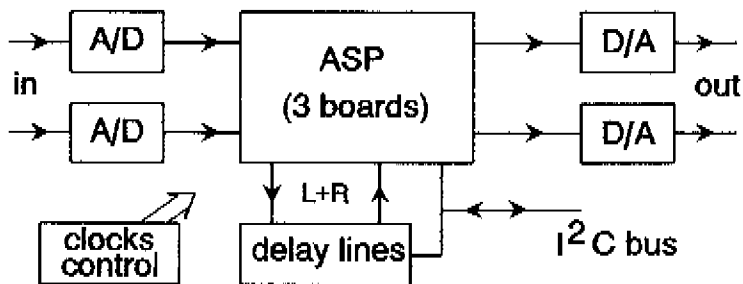 A/D
ASP
(3 boards)
D/A
in
out
A/D
D/A
L+R
clocks
control
delay lines
I²C bus